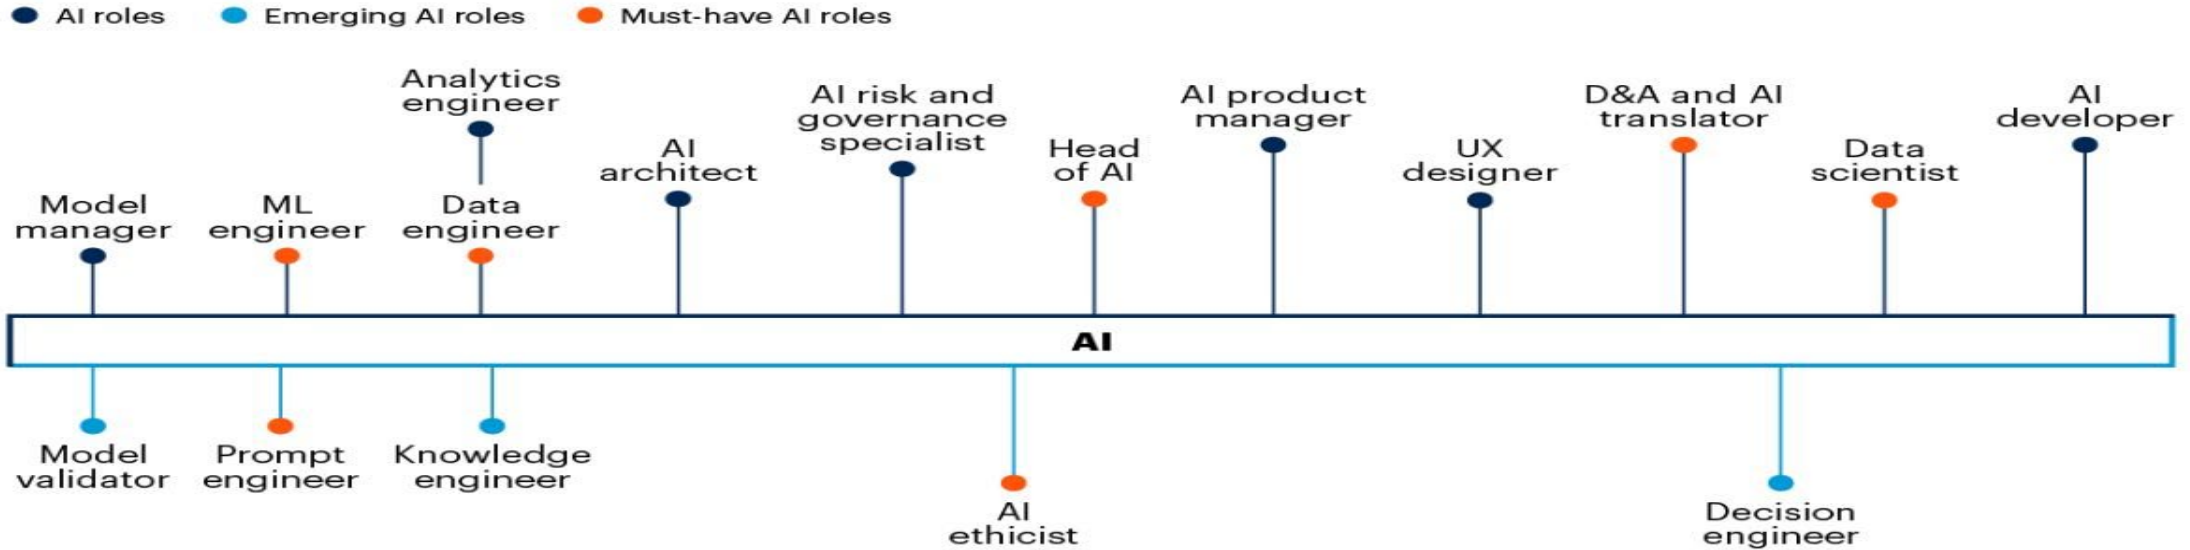 AI roles
Emerging AI roles
Must-have AI roles
Analytics
engineer
Model
manager
ML
engineer
Data
engineer
AI
architect
AI risk and
governance
specialist
Head
of AI
AI product
manager
UX
designer
D&A and AI
translator
Data
scientist
AI
developer
AI
Model
validator
Prompt
engineer
Knowledge
engineer
AI
ethicist
Decision
engineer